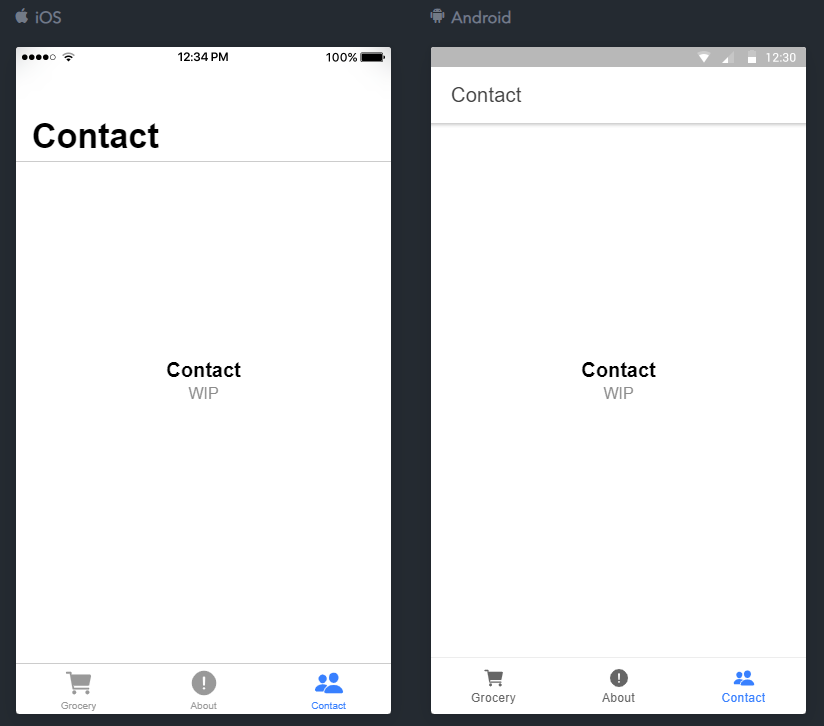 iOS
12:34 PM
100%
Contact
Contact
WIP
Grocery
About
Contact
Android
12:30
Contact
Contact
WIP
Grocery
About
Contact